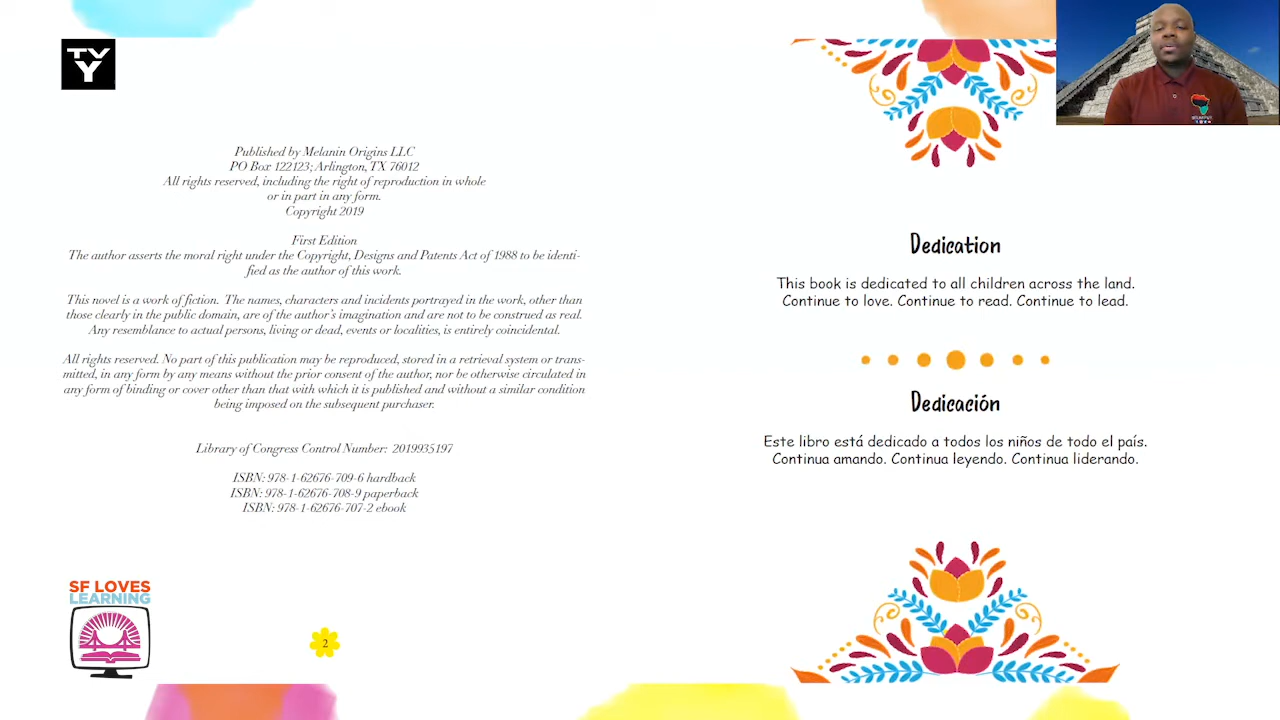 TV
Y
Published by Melanin Origins LLC
PO Box 122123; Arlington, TX 76012
All rights reserved, including the right of reproduction in whole
or in part in any form.
Copyright 2019
First Edition
The author asserts the moral right under the Copyright, Designs and Patents Act of 1988 to be identi-
fied as the author of this work.
This novel is a work of fiction. The names, characters and incidents portrayed in the work, other than
those clearly in the public domain, are of the author's imagination and are not to be construed as real.
Any resemblance to actual persons, living or dead, events or localities, is entirely coincidental.
All rights reserved. No part of this publication may be reproduced, stored in a retrieval system or trans-
mitted, in any form by any means without the prior consent of the author, nor be otherwise circulated in
any form of binding or cover other than that with which it is published and without a similar condition
being imposed on the subsequent purchaser.
Library of Congress Control Number: 2019935197
ISBN: 978-1-62676-709-6 hardback
ISBN: 978-1-62676-708-9 paperback
ISBN: 978-1-62676-707-2 ebook
SF LOVES
LEARNING
2
Dedication
This book is dedicated to all children across the land.
Continue to love. Continue to read. Continue to lead.
Dedicación
Este libro está dedicado a todos los niños de todo el país.
Continua amando. Continua leyendo. Continua liderando.